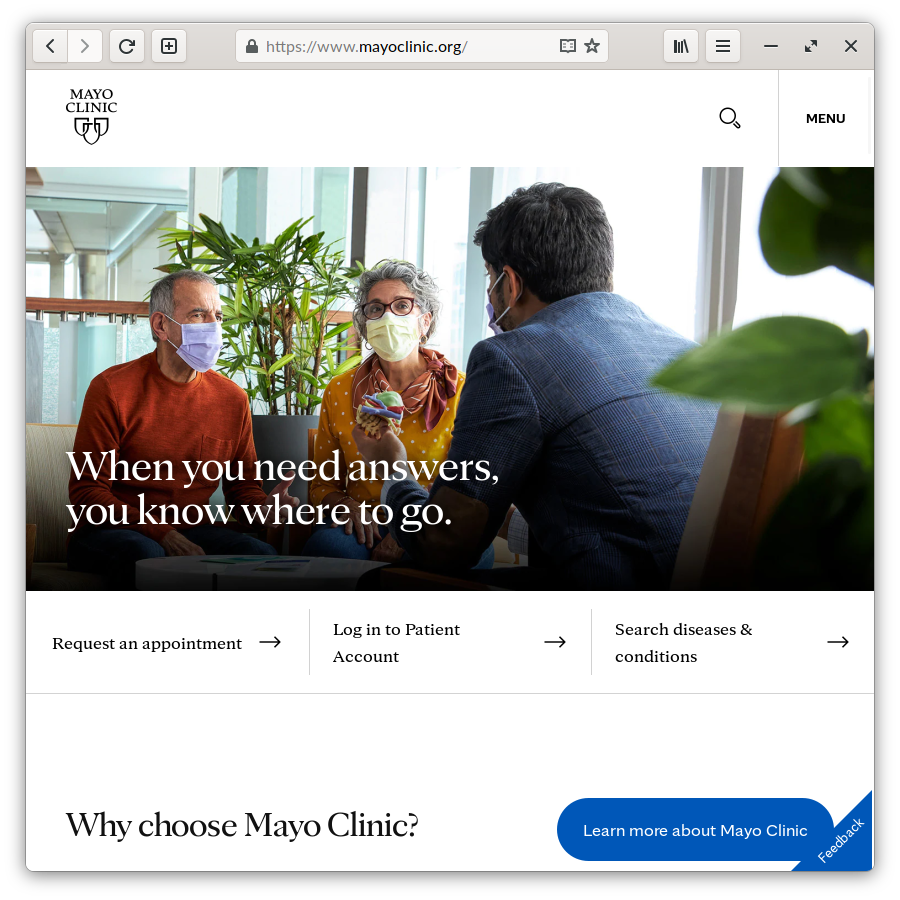 https://www.mayoclinic.org/
MAYO
CLINIC
MENU
When you need answers,
you know where to go.
Request an appointment
Log in to Patient
Account
Search diseases &
conditions
Why choose Mayo Clinic?
Learn more about Mayo Clinic
Feedback